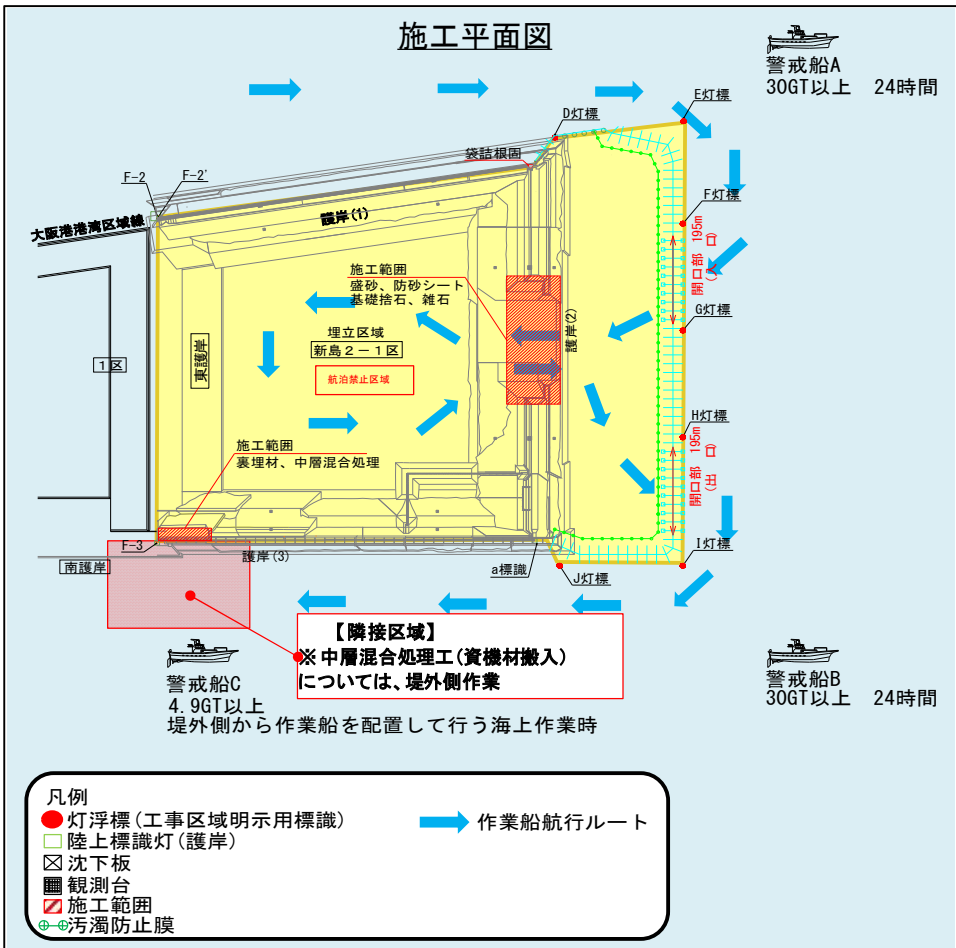 施工平面図
警戒船A
30GT以上 24時間
E灯標
D灯標
袋詰根固
F-2
F-2'
大阪港港湾区域線
護岸(1)
F灯標
開口部 195m
(入口)
施工範囲
盛砂、防砂シート
基礎捨石、雑石
護岸(2)
G灯標
埋立区域
新島2-1区
航泊禁止区域
1区
東護岸
H灯標
開口部 195m
(出口)
施工範囲
裏埋材、中層混合処理
F-3
南護岸
護岸(3)
a標識
J灯標
I灯標
【隣接区域】
※中層混合処理工(資機材搬入)
については、堤外側作業
警戒船C
4.9GT以上
堤外側から作業船を配置して行う海上作業時
警戒船B
30GT以上 24時間
凡例
灯浮標(工事区域明示用標識)
作業船航行ルート
陸上標識灯(護岸)
沈下板
観測台
施工範囲
汚濁防止膜